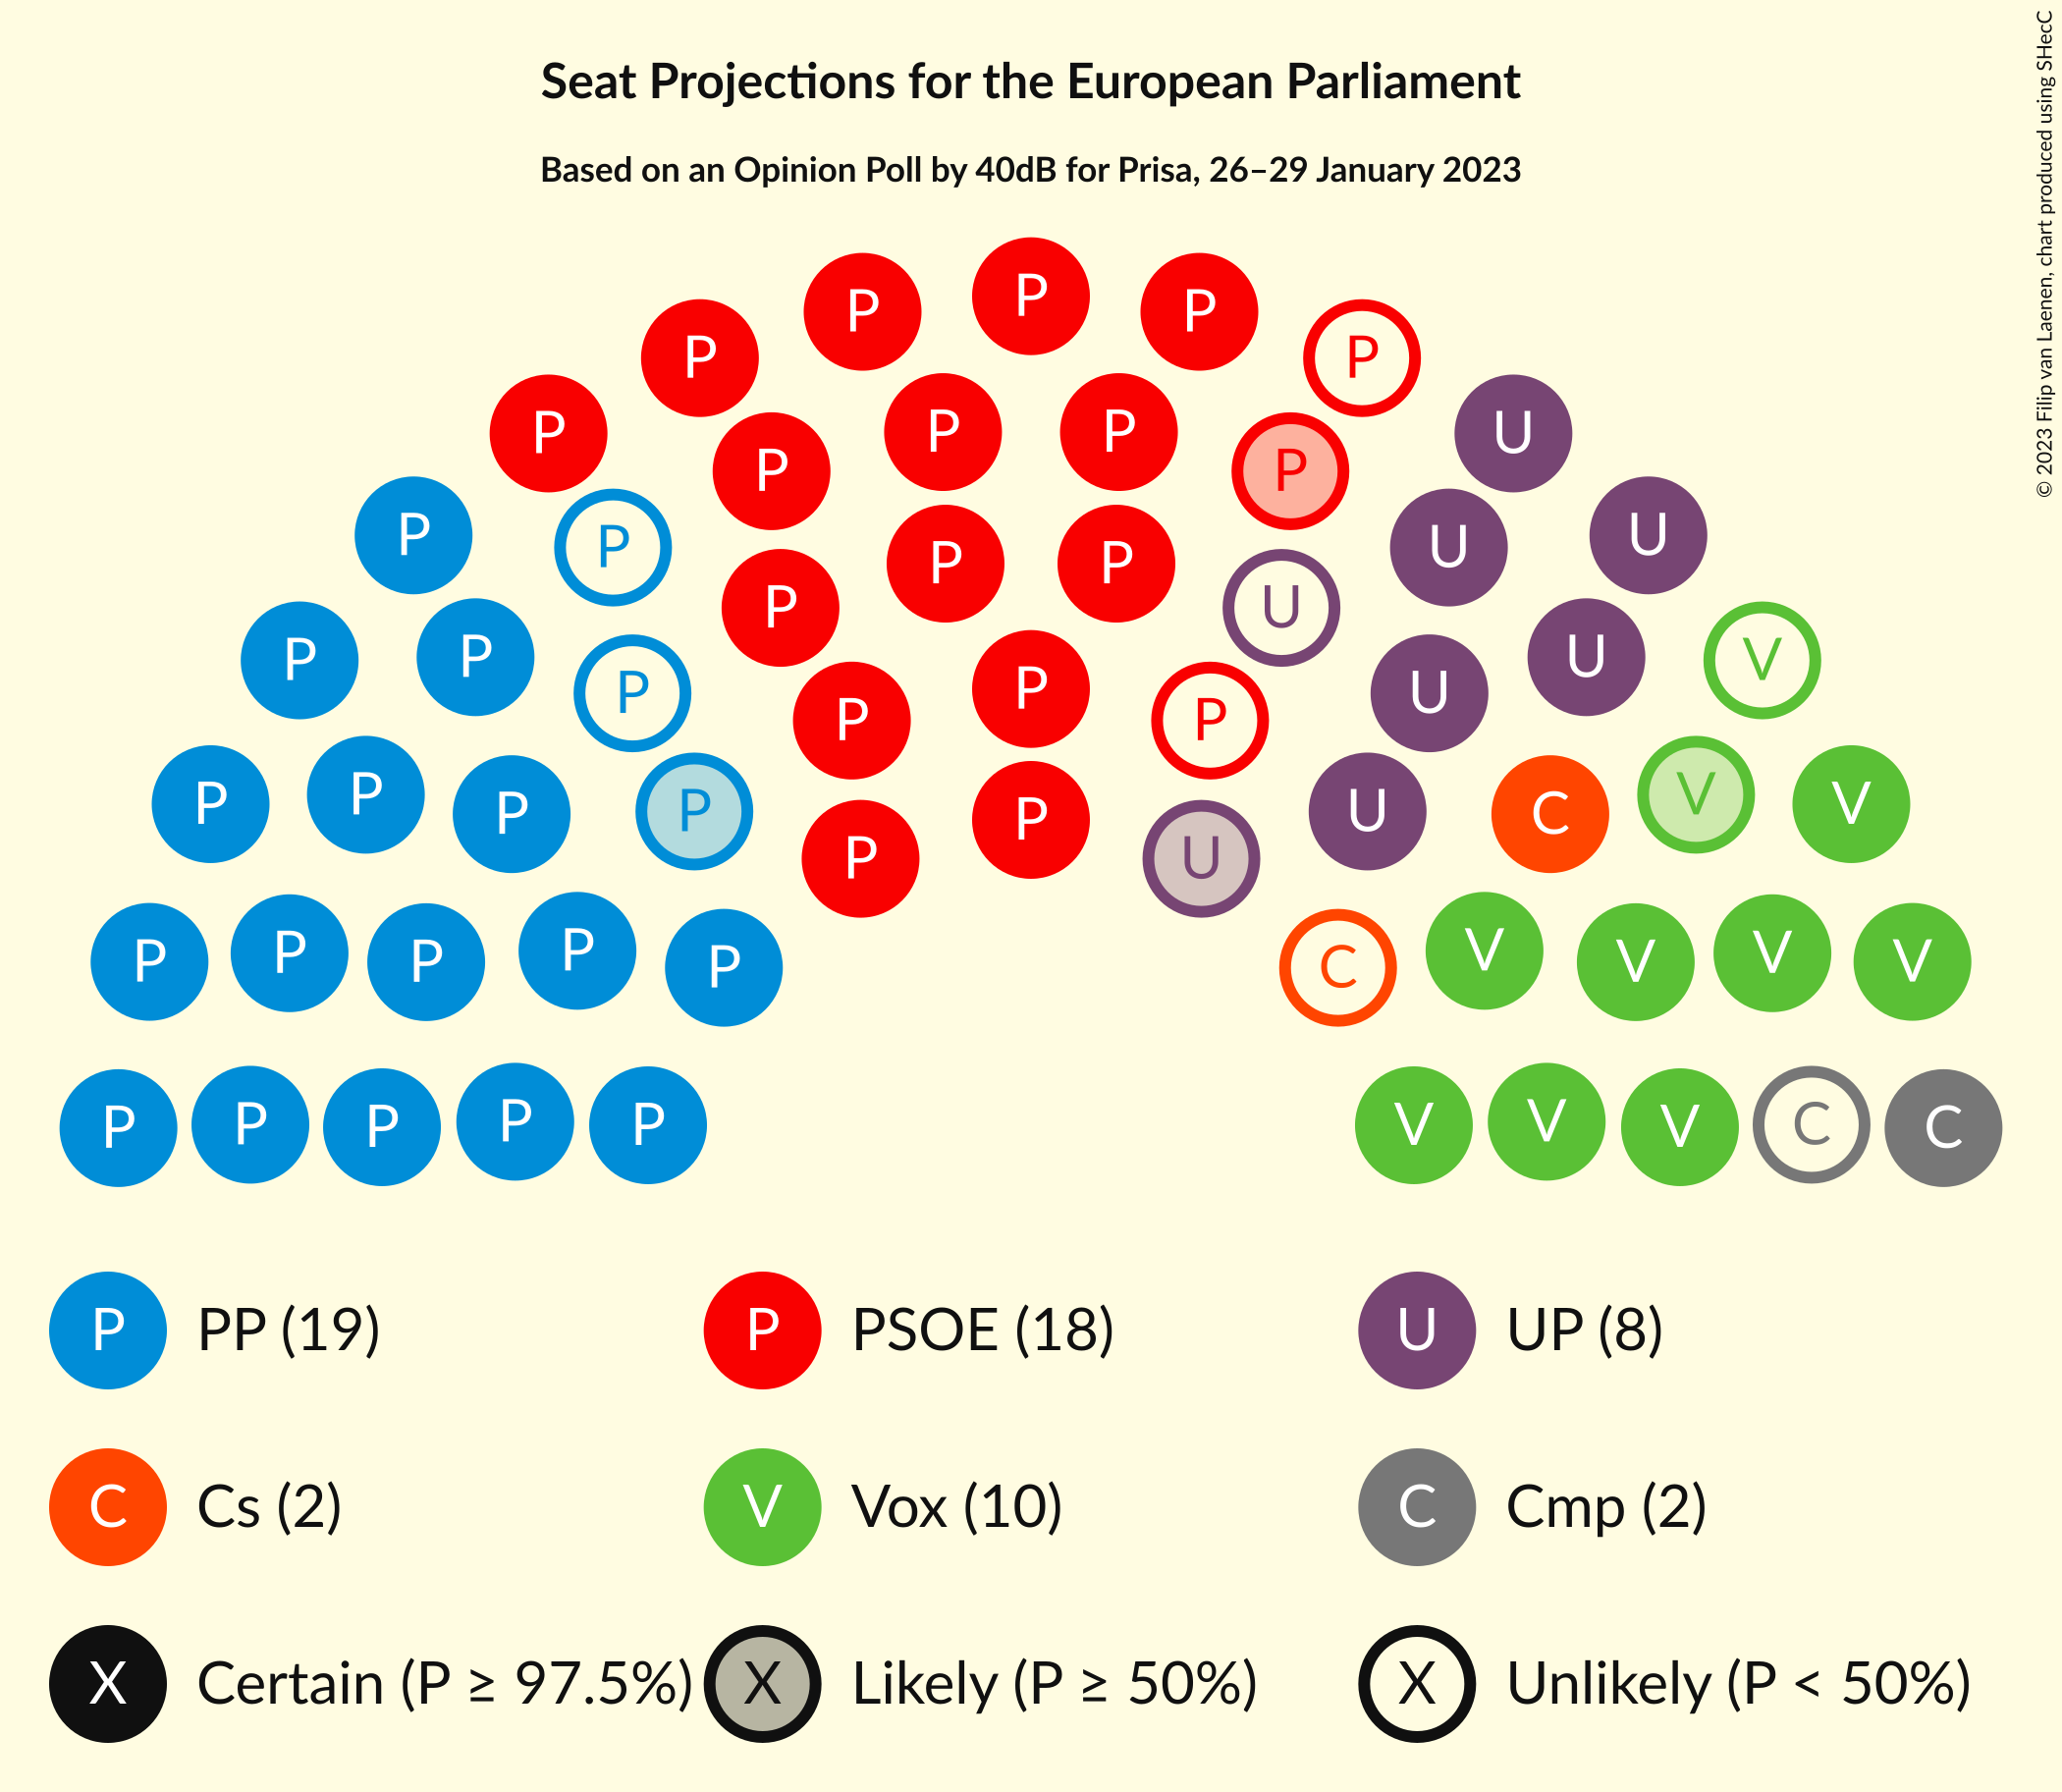 Seat Projections for the European Parliament
Based on an Opinion Poll by 40dB for Prisa, 26–29 January 2023
© 2023 Filip van Laenen, chart produced using SHecC
P
P P
P P
P P
P P P P
U
P
P U U
P P U
P P U
P P U V
P P P P
U
P P P P U C V V
P P U
P P P P P C V V V V
P P P P P V V V C C
P PP (19) P PSOE (18) U UP (8)
C Cs (2) V Vox (10) C Cmp (2)
X Certain (P ≥ 97.5%) X Likely (P ≥ 50%) X Unlikely (P < 50%)